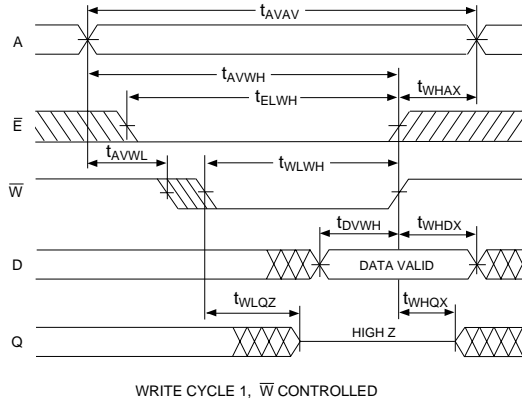 tAVAV
A
tAVWH
tELWH
tWHAX
E̅
tAVWL
tWLWH
W̅
tDVWH
tWHDX
D
DATA VALID
tWLQZ
tWHQX
Q
HIGH Z
WRITE CYCLE 1, W̅ CONTROLLED